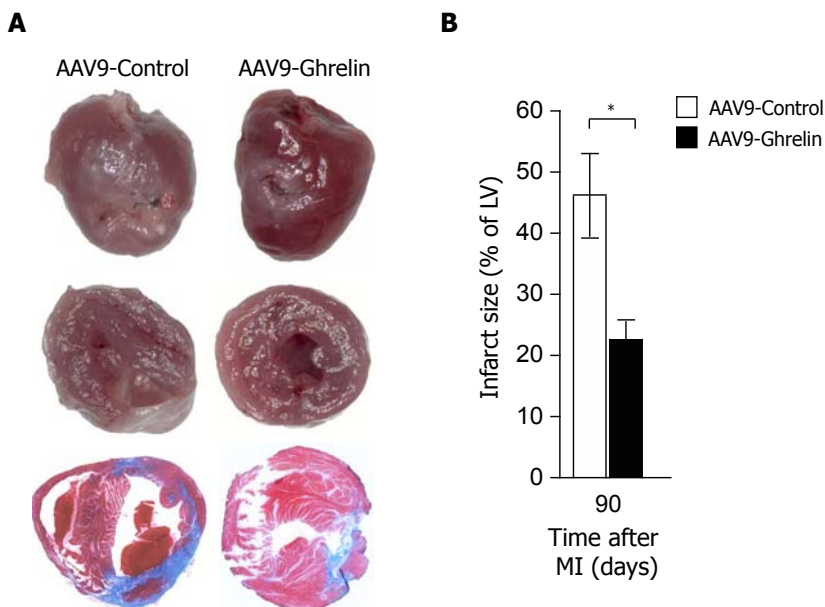 A
AAV9-Control
AAV9-Ghrelin
B
AAV9-Control
AAV9-Ghrelin
*
60
50
40
30
20
10
0
Infarct size (% of LV)
90
Time after
MI (days)